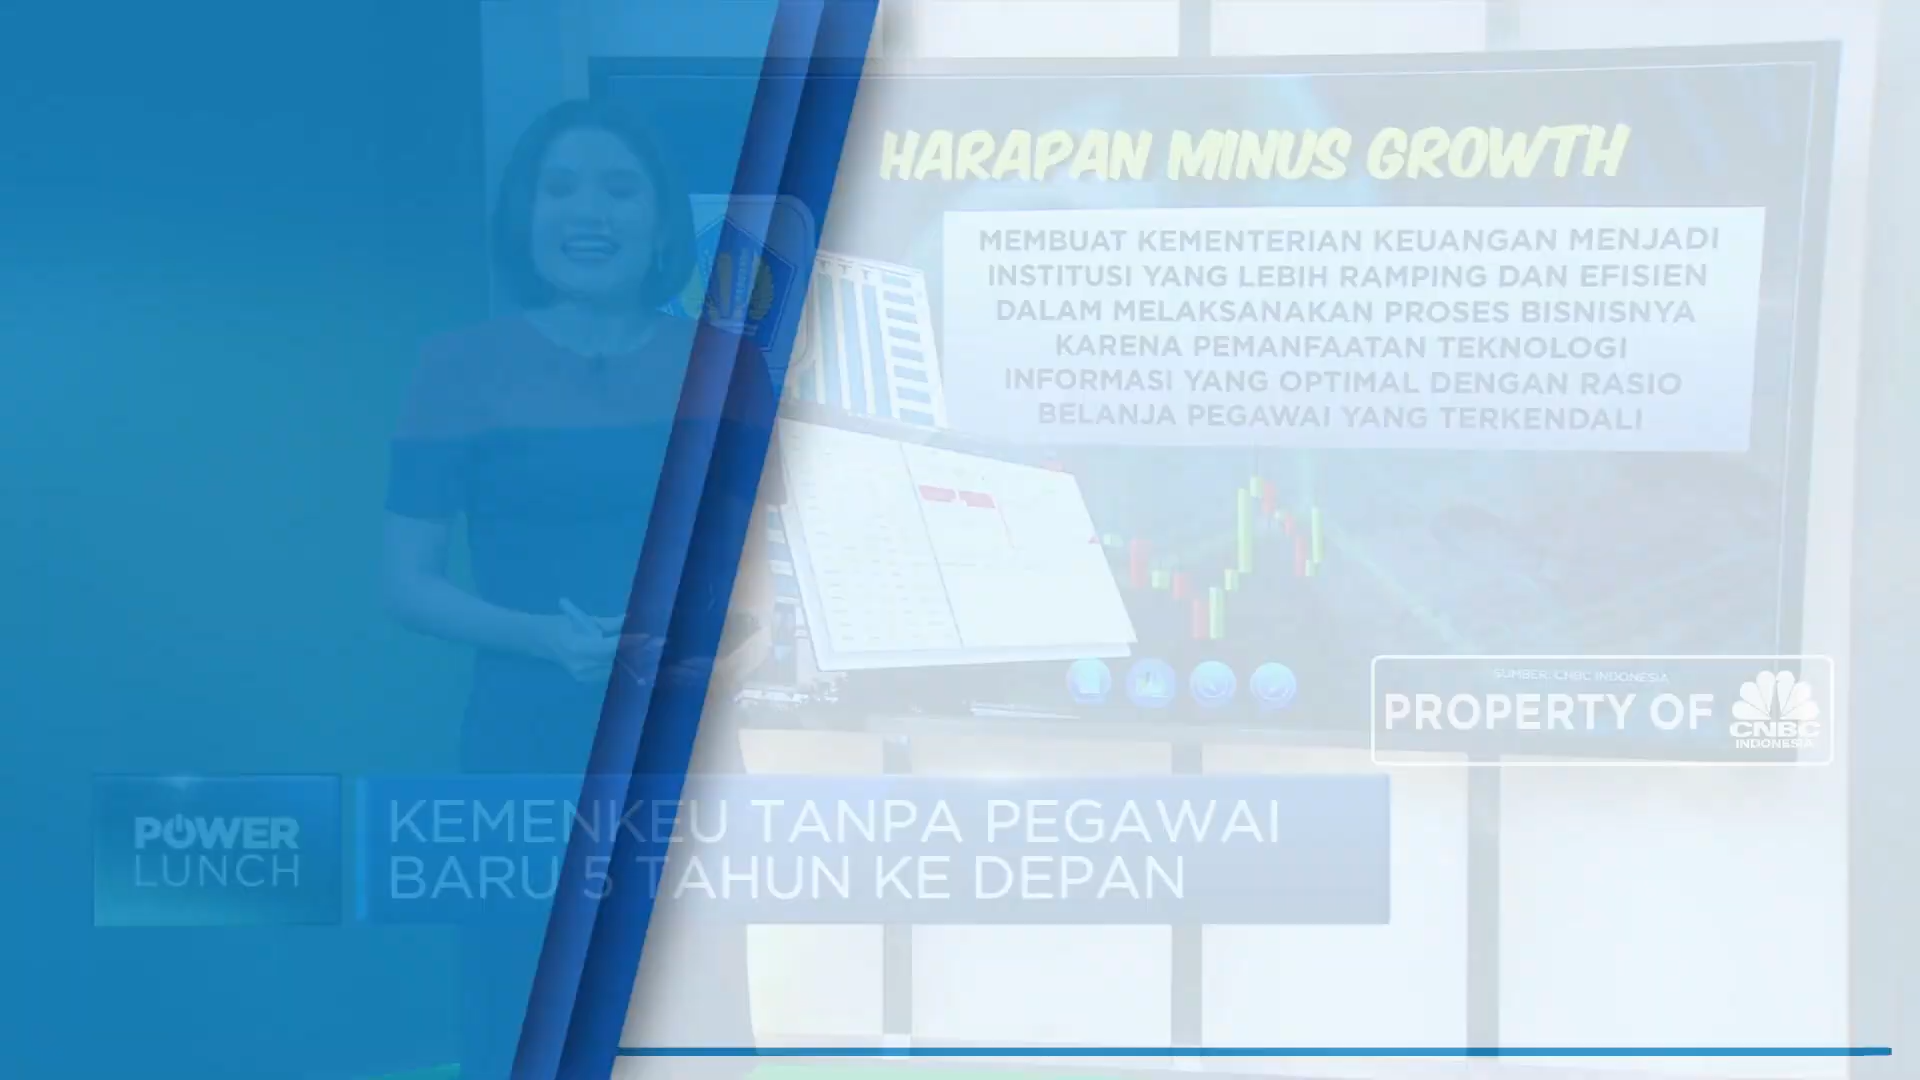 HARAPAN MINUS GROWTH
MEMBUAT KEMENTERIAN KEUANGAN MENJADI
INSTITUSI YANG LEBIH RAMPING DAN EFISIEN
DALAM MELAKSANAKAN PROSES BISNISNYA
KARENA PEMANFAATAN TEKNOLOGI
INFORMASI YANG OPTIMAL DENGAN RASIO
BELANJA PEGAWAI YANG TERKENDALI
SUMBER: CNBC INDONESIA
PROPERTY OF
CNBC
INDONESIA
POWER
LUNCH
KEMENKEU TANPA PEGAWAI
BARU 5 TAHUN KE DEPAN